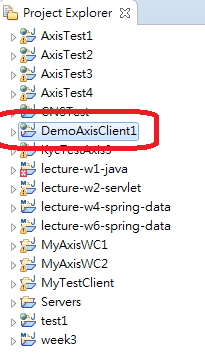 Project Explorer
AxisTest1
AxisTest2
AxisTest3
AxisTest4
CNSTest
DemoAxisClient1
KycTestAxis3
lecture-w1-java
lecture-w2-servlet
lecture-w4-spring-data
lecture-w6-spring-data
MyAxisWC1
MyAxisWC2
MyTestClient
Servers
test1
week3